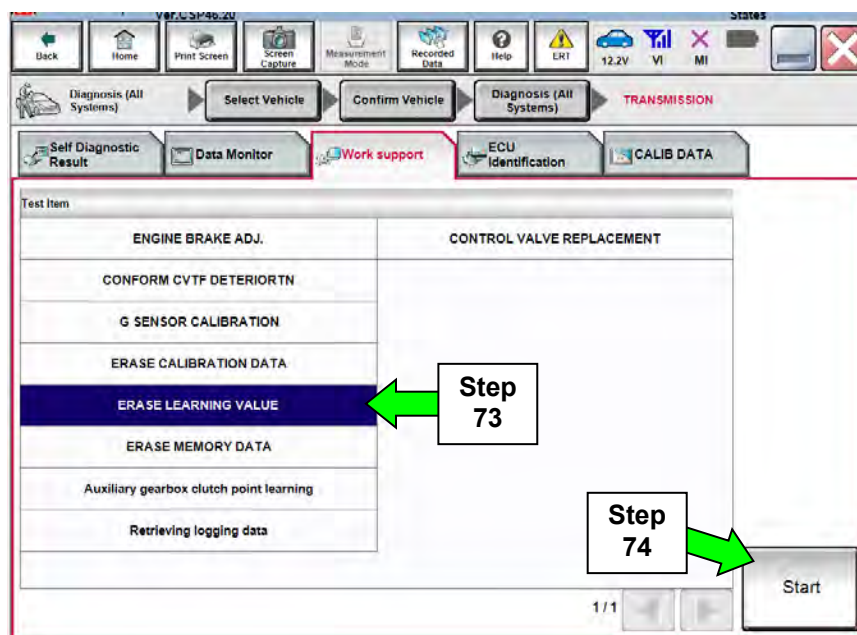 Ver.CSP46.20
States
Back
Home
Print Screen
Screen
Capture
Measurement
Mode
Recorded
Data
Help
ERT
12.2V
VI
MI
Diagnosis (All
Systems)
Select Vehicle
Confirm Vehicle
Diagnosis (All
Systems)
TRANSMISSION
Self Diagnostic
Result
Data Monitor
Work support
ECU
Identification
CALIB DATA
Test Item
ENGINE BRAKE ADJ.
CONTROL VALVE REPLACEMENT
CONFORM CVTF DETERIORTN
G SENSOR CALIBRATION
ERASE CALIBRATION DATA
ERASE LEARNING VALUE
Step
73
ERASE MEMORY DATA
Auxiliary gearbox clutch point learning
Retrieving logging data
Step
74
Start
1/1